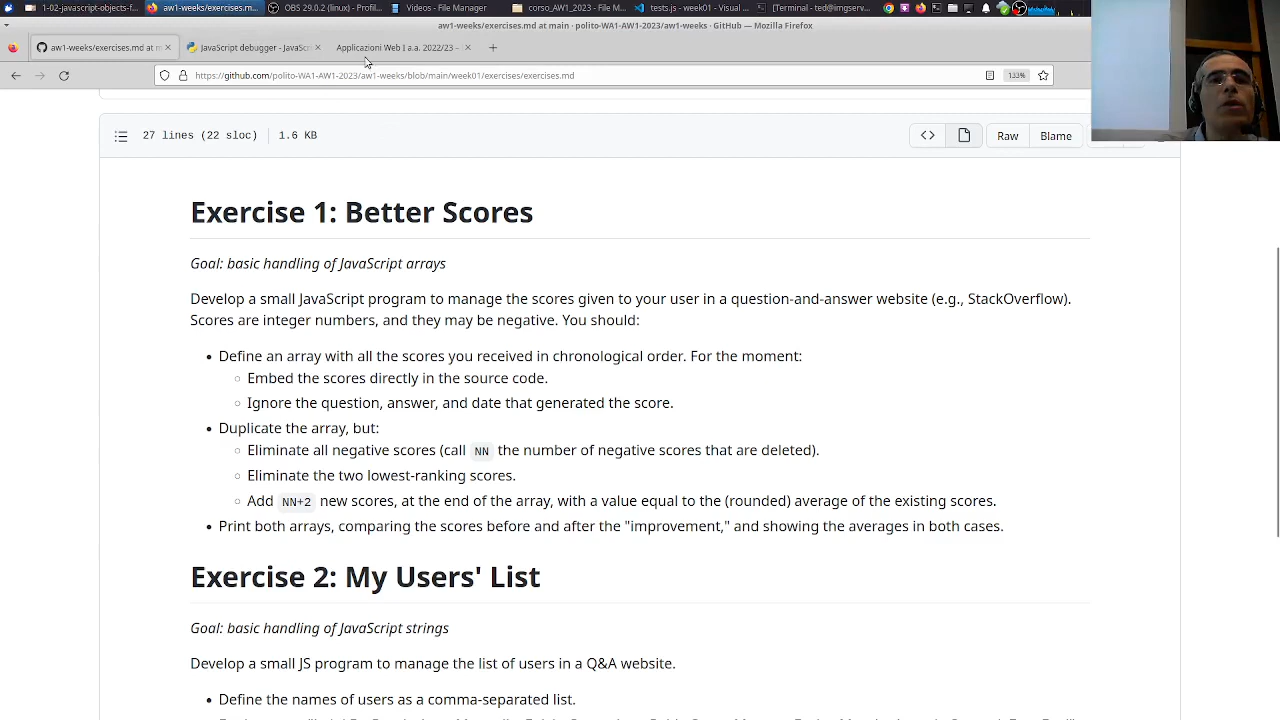 1-02-javascript-objects-f...
aw1-weeks/exercises.m...
OBS 29.0.2 (linux) - Profil...
Videos - File Manager
corso_AW1_2023 - File M...
tests.js - week01 - Visual ...
[Terminal - ted@imgserv...
aw1-weeks/exercises.md at main · polito-WA1-AW1-2023/aw1-weeks · GitHub — Mozilla Firefox
aw1-weeks/exercises.md at m
JavaScript debugger - JavaSc
Applicazioni Web I a.a. 2022/23 –
https://github.com/polito-WA1-AW1-2023/aw1-weeks/blob/main/week01/exercises/exercises.md
133%
27 lines (22 sloc) 1.6 KB
Raw
Blame
Exercise 1: Better Scores
Goal: basic handling of JavaScript arrays
Develop a small JavaScript program to manage the scores given to your user in a question-and-answer website (e.g., StackOverflow).
Scores are integer numbers, and they may be negative. You should:
• Define an array with all the scores you received in chronological order. For the moment:
◦ Embed the scores directly in the source code.
◦ Ignore the question, answer, and date that generated the score.
• Duplicate the array, but:
◦ Eliminate all negative scores (call NN the number of negative scores that are deleted).
◦ Eliminate the two lowest-ranking scores.
◦ Add NN+2 new scores, at the end of the array, with a value equal to the (rounded) average of the existing scores.
• Print both arrays, comparing the scores before and after the "improvement," and showing the averages in both cases.
Exercise 2: My Users' List
Goal: basic handling of JavaScript strings
Develop a small JS program to manage the list of users in a Q&A website.
• Define the names of users as a comma-separated list.